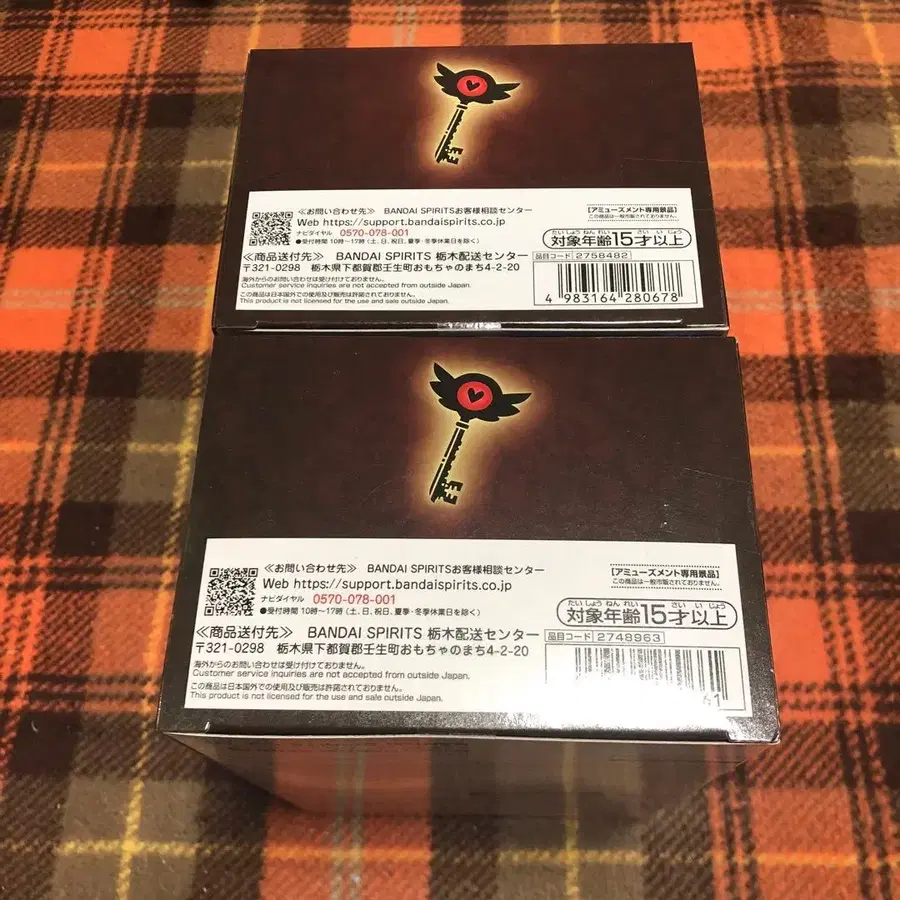 ≪お問い合わせ先≫ BANDAI SPIRITSお客様相談センター
Web https://support.bandaispirits.co.jp
ナビダイヤル 0570-078-001
●受付時間 10時~17時(土、日、祝日、夏季・冬季休業日を除く)
≪商品送付先≫ BANDAI SPIRITS 栃木配送センター
〒321-0298 栃木県下都賀郡壬生町おもちゃのまち4-2-20
海外からのお問い合わせは受け付けておりません。
Customer service inquiries are not accepted from outside Japan.
この商品は日本国外での使用及び販売は許諾されておりません。
This product is not licensed for the use and sale outside Japan.
【アミューズメント専用景品】
この商品は一般市販されておりません。
たいしょうねんれい さいいじょう
対象年齢15才以上
品目コード 2758482
4 983164 280678
≪お問い合わせ先≫ BANDAI SPIRITSお客様相談センター
Web https://support.bandaispirits.co.jp
ナビダイヤル 0570-078-001
●受付時間 10時~17時(土、日、祝日、夏季・冬季休業日を除く)
≪商品送付先≫ BANDAI SPIRITS 栃木配送センター
〒321-0298 栃木県下都賀郡壬生町おもちゃのまち4-2-20
海外からのお問い合わせは受け付けておりません。
Customer service inquiries are not accepted from outside Japan.
この商品は日本国外での使用及び販売は許諾されておりません。
This product is not licensed for the use and sale outside Japan.
【アミューズメント専用景品】
この商品は一般市販されておりません。
たいしょうねんれい さいいじょう
対象年齢15才以上
品目コード 2748963